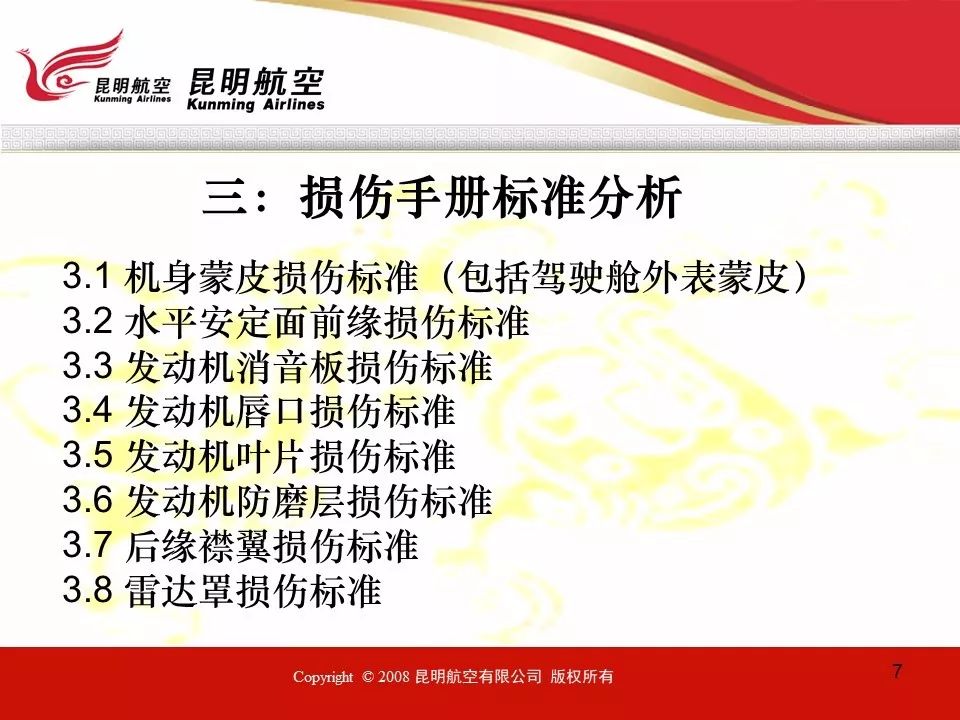 昆明航空
Kunming Airlines
昆明航空
Kunming Airlines
三：损伤手册标准分析
3.1 机身蒙皮损伤标准（包括驾驶舱外表蒙皮）
3.2 水平安定面前缘损伤标准
3.3 发动机消音板损伤标准
3.4 发动机唇口损伤标准
3.5 发动机叶片损伤标准
3.6 发动机防磨层损伤标准
3.7 后缘襟翼损伤标准
3.8 雷达罩损伤标准
Copyright © 2008 昆明航空有限公司 版权所有
7